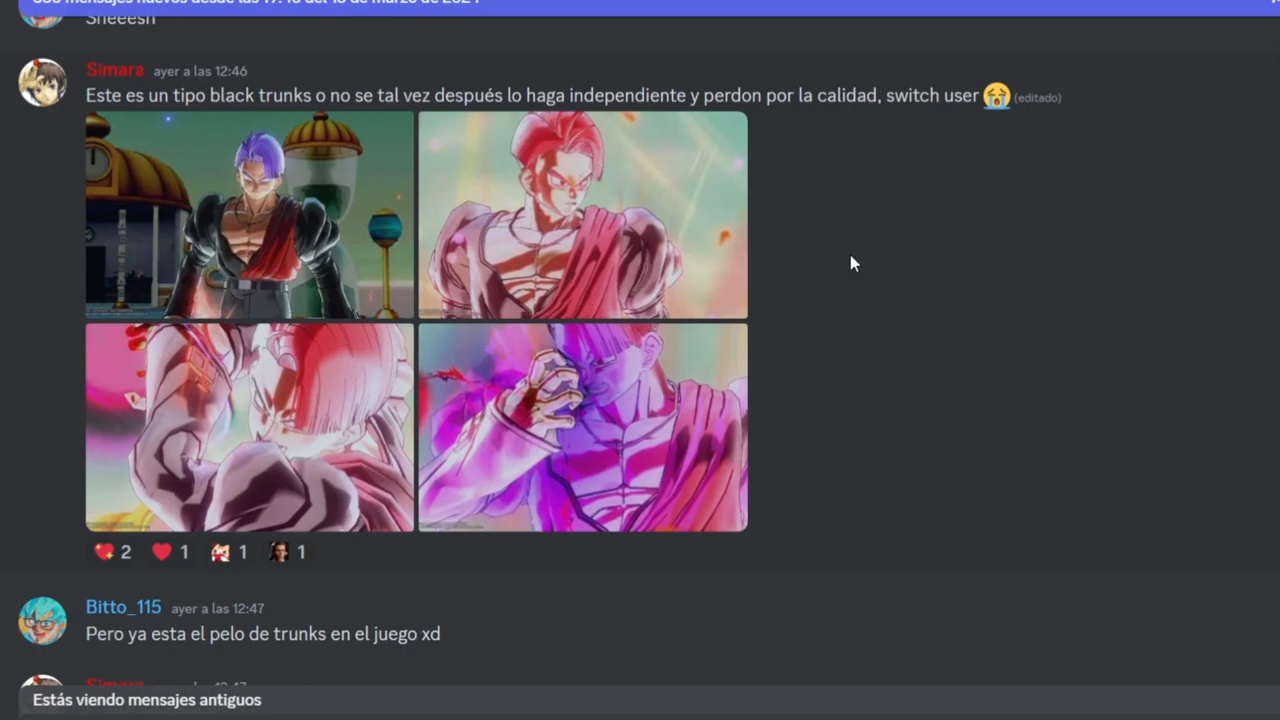 Sheeesh
Simara ayer a las 12:46
Este es un tipo black trunks o no se tal vez después lo haga independiente y perdon por la calidad, switch user (editado)
2 1 1 1
Bitto_115 ayer a las 12:47
Pero ya esta el pelo de trunks en el juego xd
Simara
Estás viendo mensajes antiguos